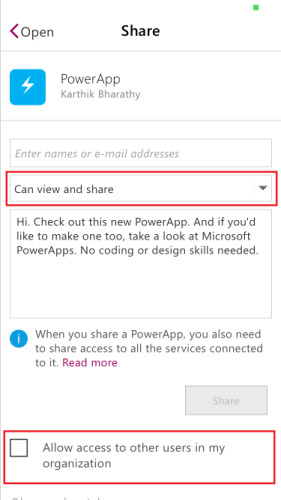 Open
Share
PowerApp
Karthik Bharathy
Enter names or e-mail addresses
Can view and share
Hi. Check out this new PowerApp. And if you'd
like to make one too, take a look at Microsoft
PowerApps. No coding or design skills needed.
When you share a PowerApp, you also need
to share access to all the services connected
to it. Read more
Share
Allow access to other users in my
organization